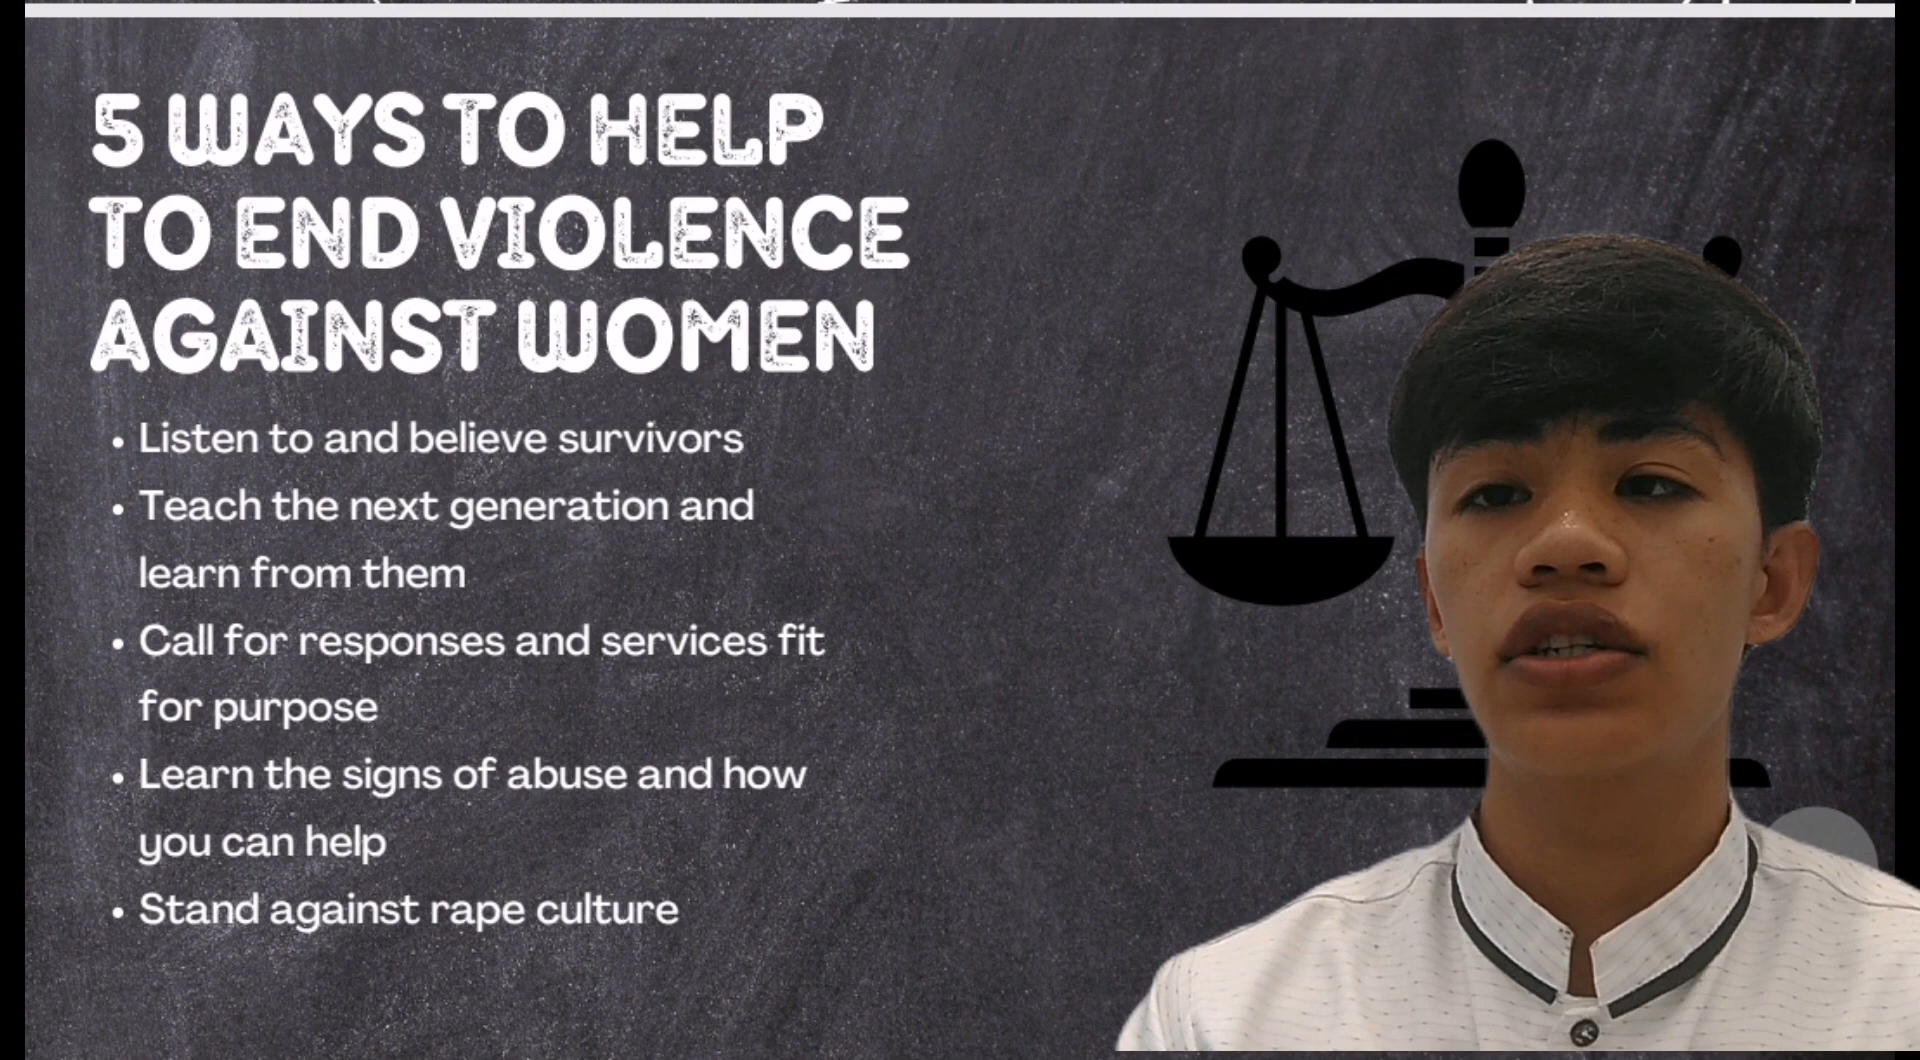 5 WAYS TO HELP
TO END VIOLENCE
AGAINST WOMEN
• Listen to and believe survivors
• Teach the next generation and
learn from them
• Call for responses and services fit
for purpose
• Learn the signs of abuse and how
you can help
• Stand against rape culture